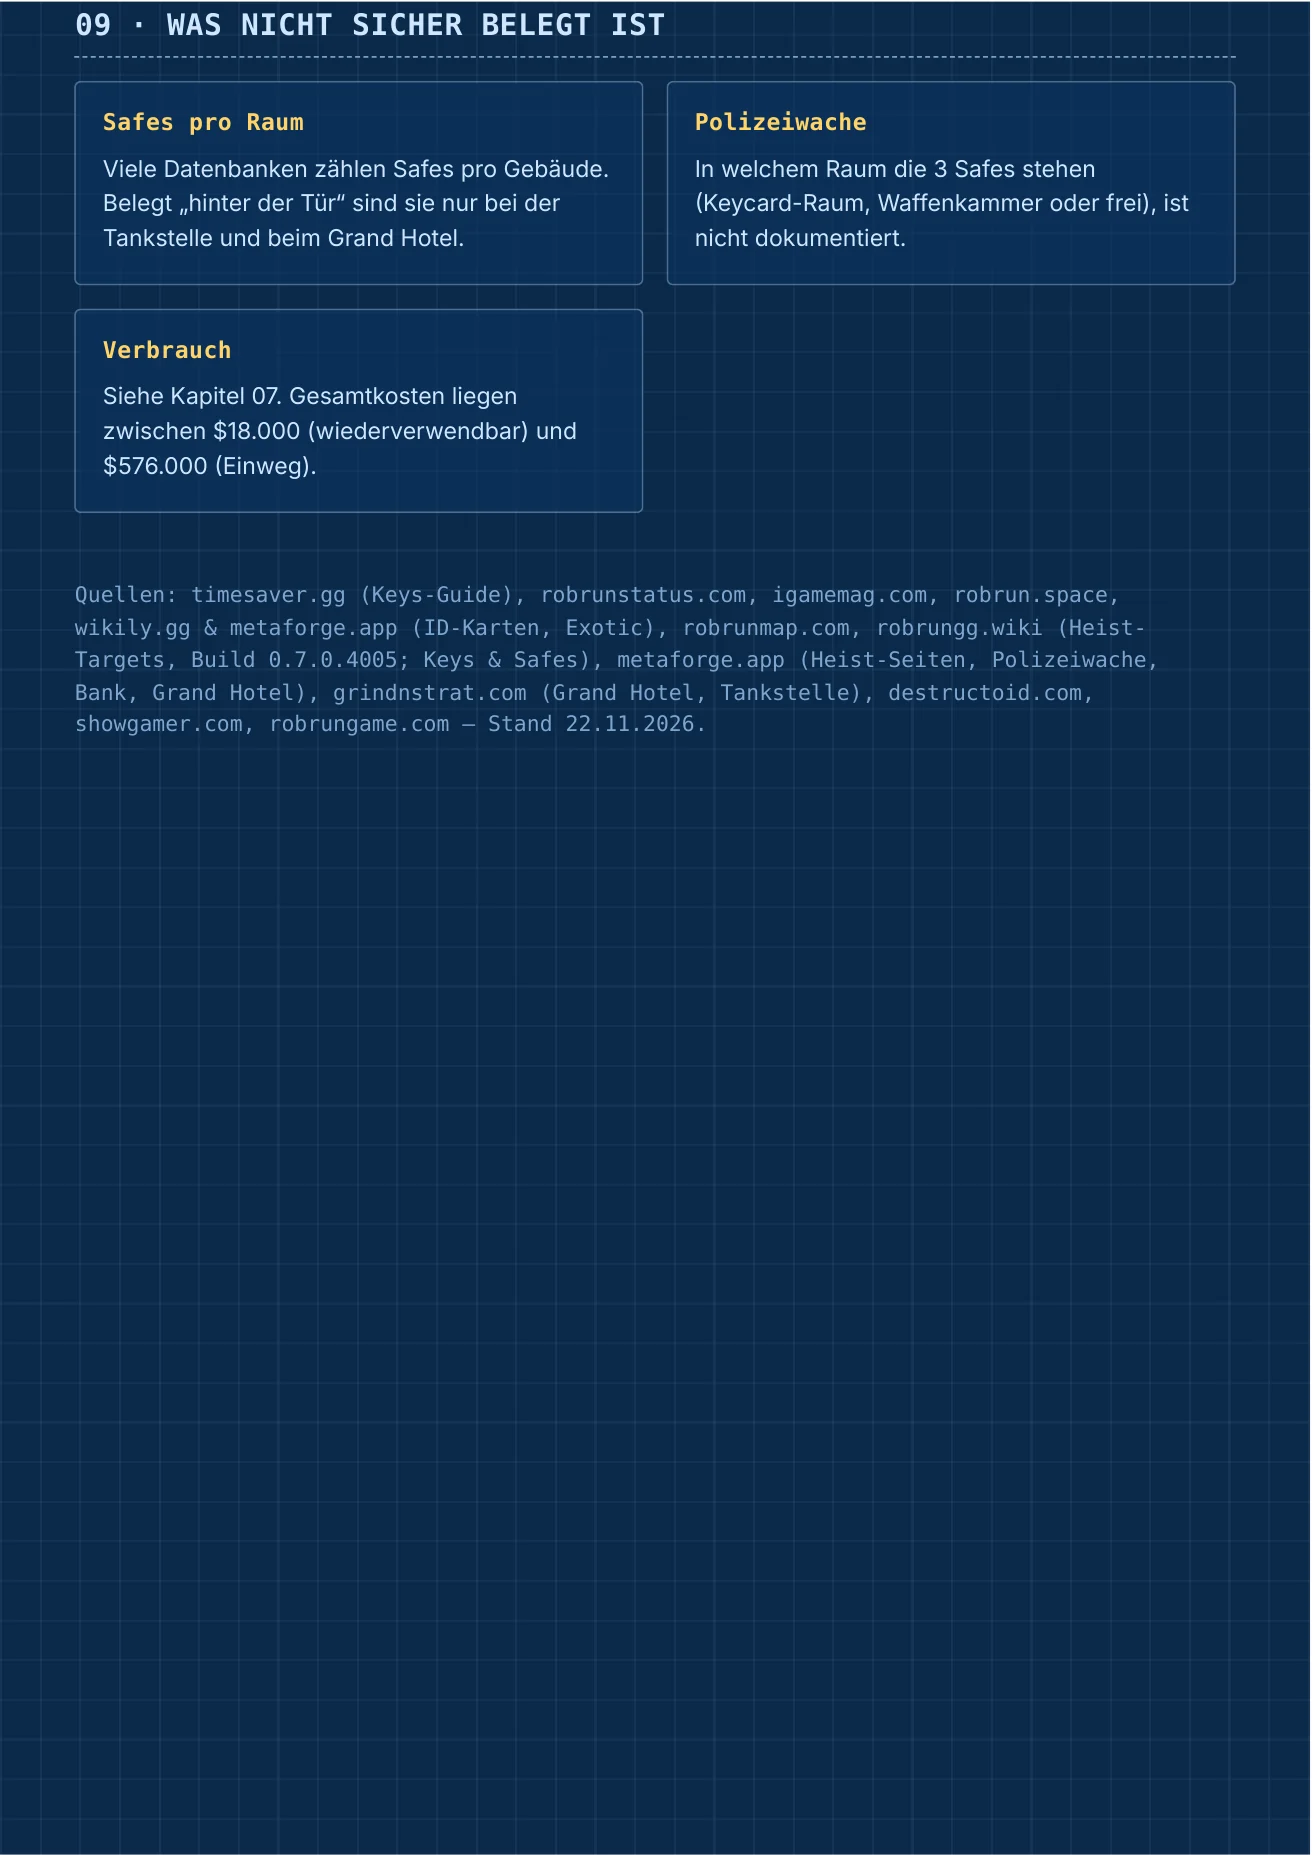 09 · WAS NICHT SICHER BELEGT IST
Safes pro Raum
Viele Datenbanken zählen Safes pro Gebäude.
Belegt „hinter der Tür“ sind sie nur bei der
Tankstelle und beim Grand Hotel.
Polizeiwache
In welchem Raum die 3 Safes stehen
(Keycard-Raum, Waffenkammer oder frei), ist
nicht dokumentiert.
Verbrauch
Siehe Kapitel 07. Gesamtkosten liegen
zwischen $18.000 (wiederverwendbar) und
$576.000 (Einweg).
Quellen: timesaver.gg (Keys-Guide), robrunstatus.com, igamemag.com, robrun.space,
wikily.gg & metaforge.app (ID-Karten, Exotic), robrunmap.com, robrungg.wiki (Heist-
Targets, Build 0.7.0.4005; Keys & Safes), metaforge.app (Heist-Seiten, Polizeiwache,
Bank, Grand Hotel), grindnstrat.com (Grand Hotel, Tankstelle), destructoid.com,
showgamer.com, robrungame.com — Stand 22.11.2026.